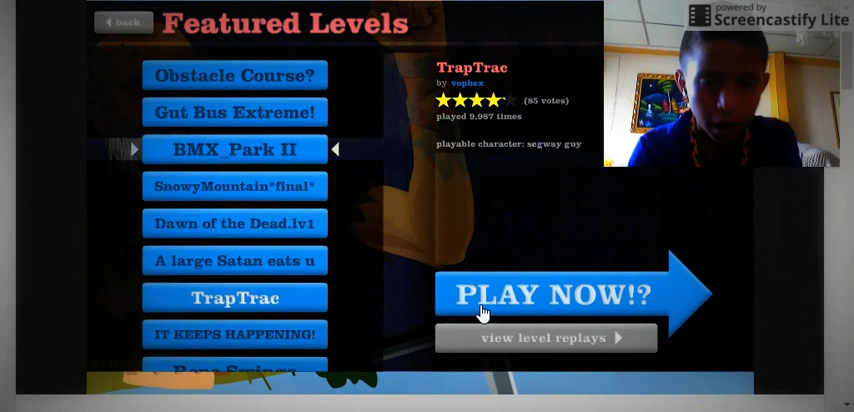 back
Featured Levels
powered by
Screencastify Lite
Obstacle Course?
Gut Bus Extreme!
BMX_Park II
SnowyMountain*final*
Dawn of the Dead.lv1
A large Satan eats u
TrapTrac
IT KEEPS HAPPENING!
TrapTrac
by vophex
(85 votes)
played 9,987 times
playable character: segway guy
PLAY NOW!?
view level replays